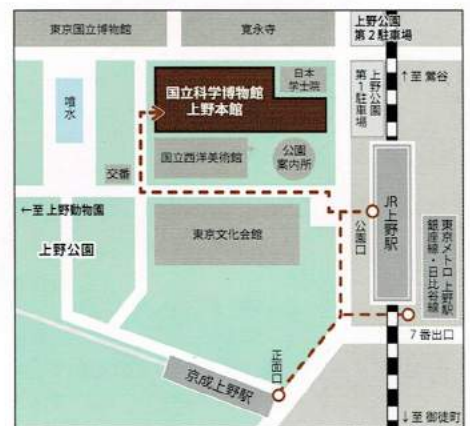 東京国立博物館
寛永寺
上野公園
第2駐車場
噴水
国立科学博物館
上野本館
日本
学士院
上野公園
第1駐車場
↑至 鶯谷
交番
国立西洋美術館
公園
案内所
←至 上野動物園
上野公園
東京文化会館
公園口
JR上野駅
東京メトロ 上野駅
銀座線・日比谷線
7番出口
正面口
京成上野駅
↓至 御徒町